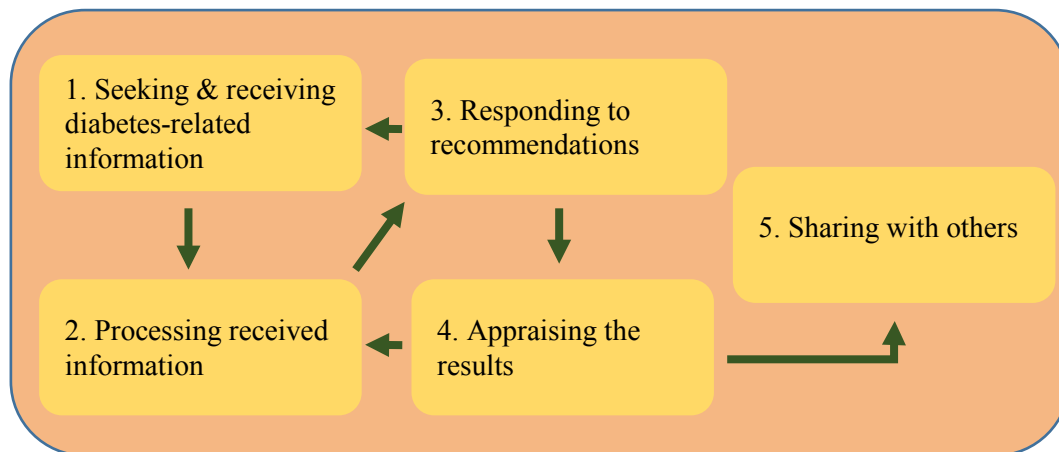 1. Seeking & receiving
diabetes-related
information
2. Processing received
information
3. Responding to
recommendations
4. Appraising the
results
5. Sharing with others